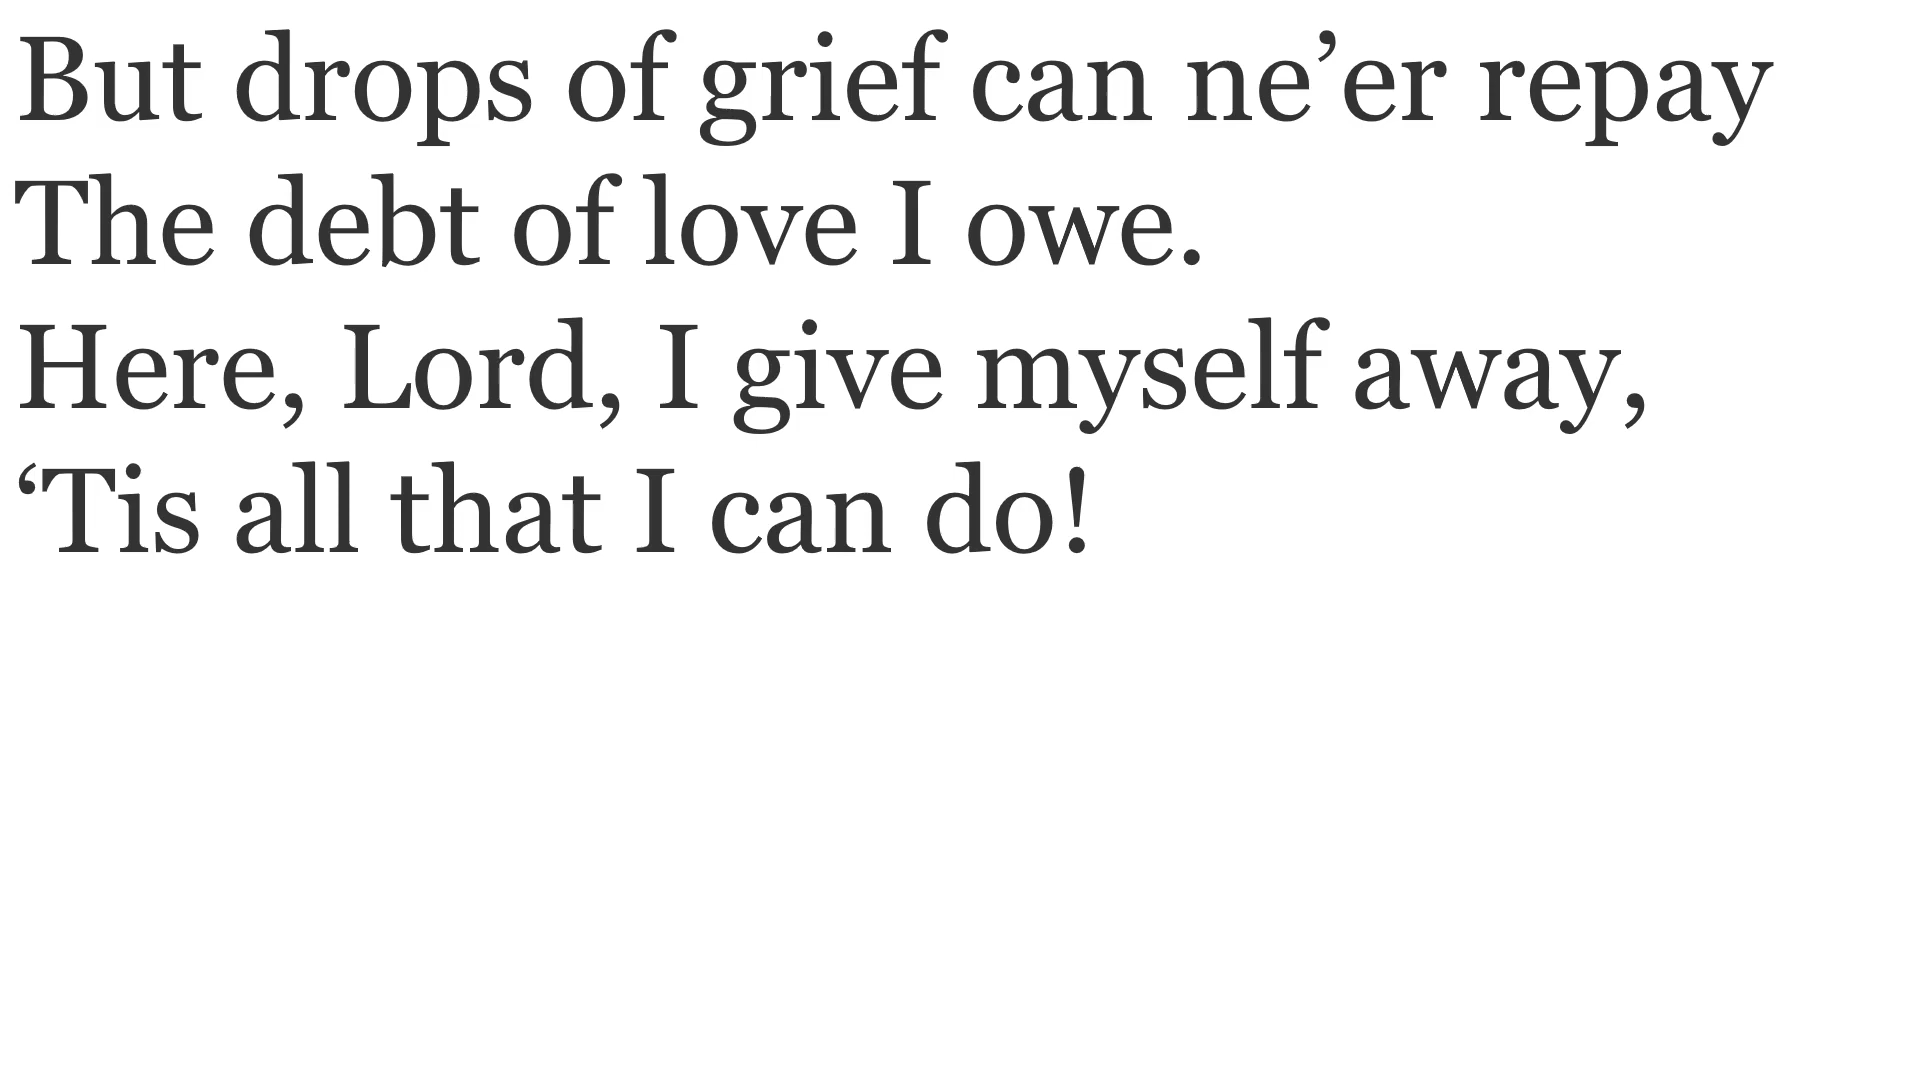 But drops of grief can ne’er repay
The debt of love I owe.
Here, Lord, I give myself away,
‘Tis all that I can do!